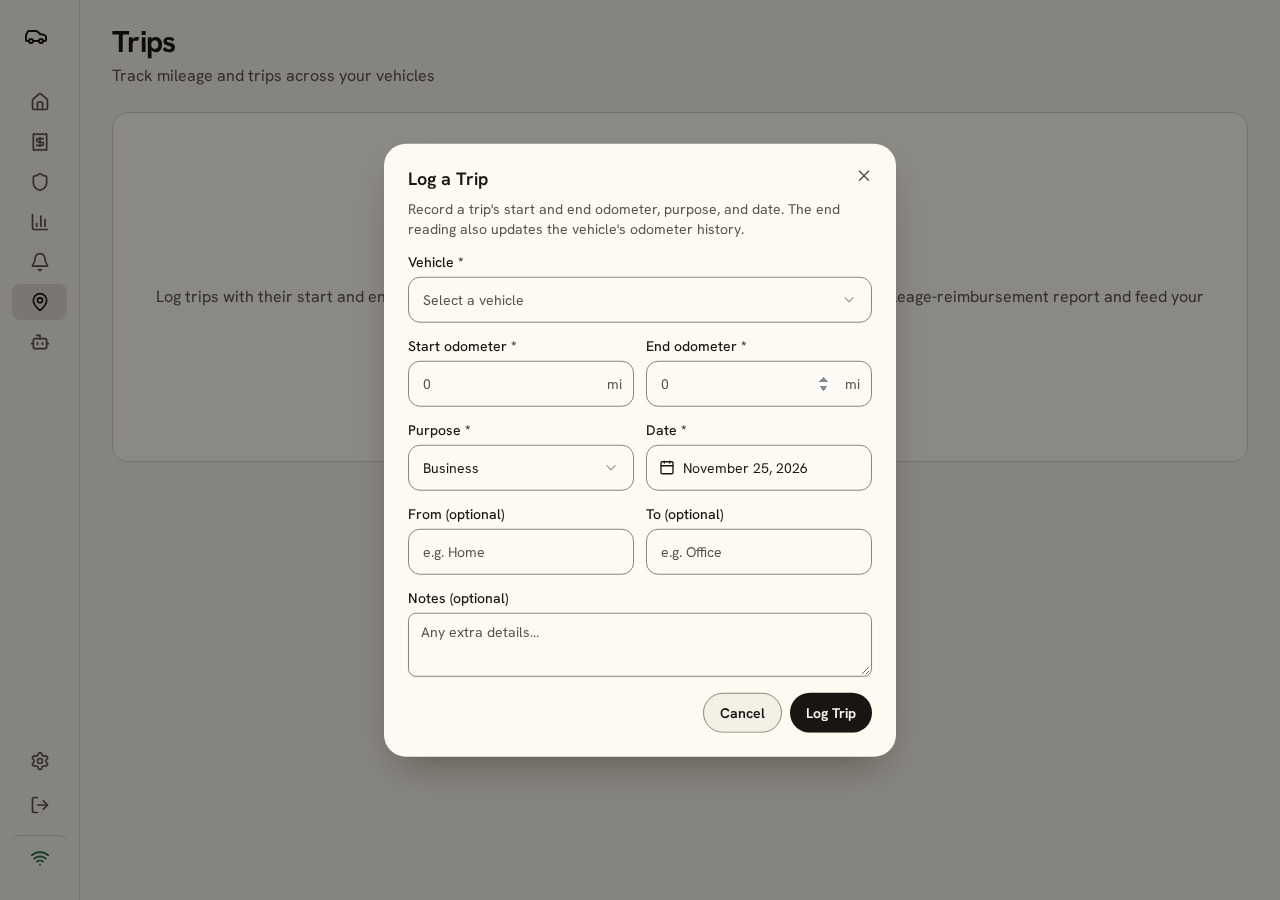 Trips
Track mileage and trips across your vehicles
Log a Trip
Record a trip's start and end odometer, purpose, and date. The end
reading also updates the vehicle's odometer history.
Vehicle *
Select a vehicle
Start odometer *
End odometer *
0
mi
0
mi
Purpose *
Date *
Business
November 25, 2026
From (optional)
To (optional)
e.g. Home
e.g. Office
Notes (optional)
Any extra details...
Cancel
Log Trip
Log trips with their start and
reimbursement report and feed your